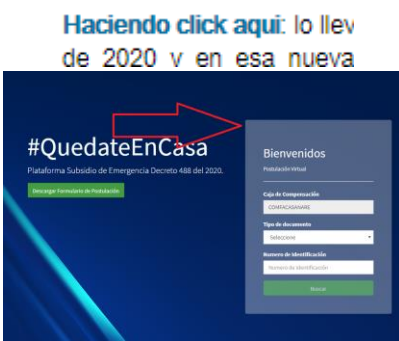 Haciendo click aqui: lo llev
de 2020 y en esa nueva
#QuedateEnCasa
Plataforma Subsidio de Emergencia Decreto 488 del 2020.
Descargar Formulario de Postulación
Bienvenidos
Postulación Virtual
Caja de Compensación
COMFACASANARE
Tipo de documento
Seleccione
Numero de Identificación
Numero de identificación
Buscar